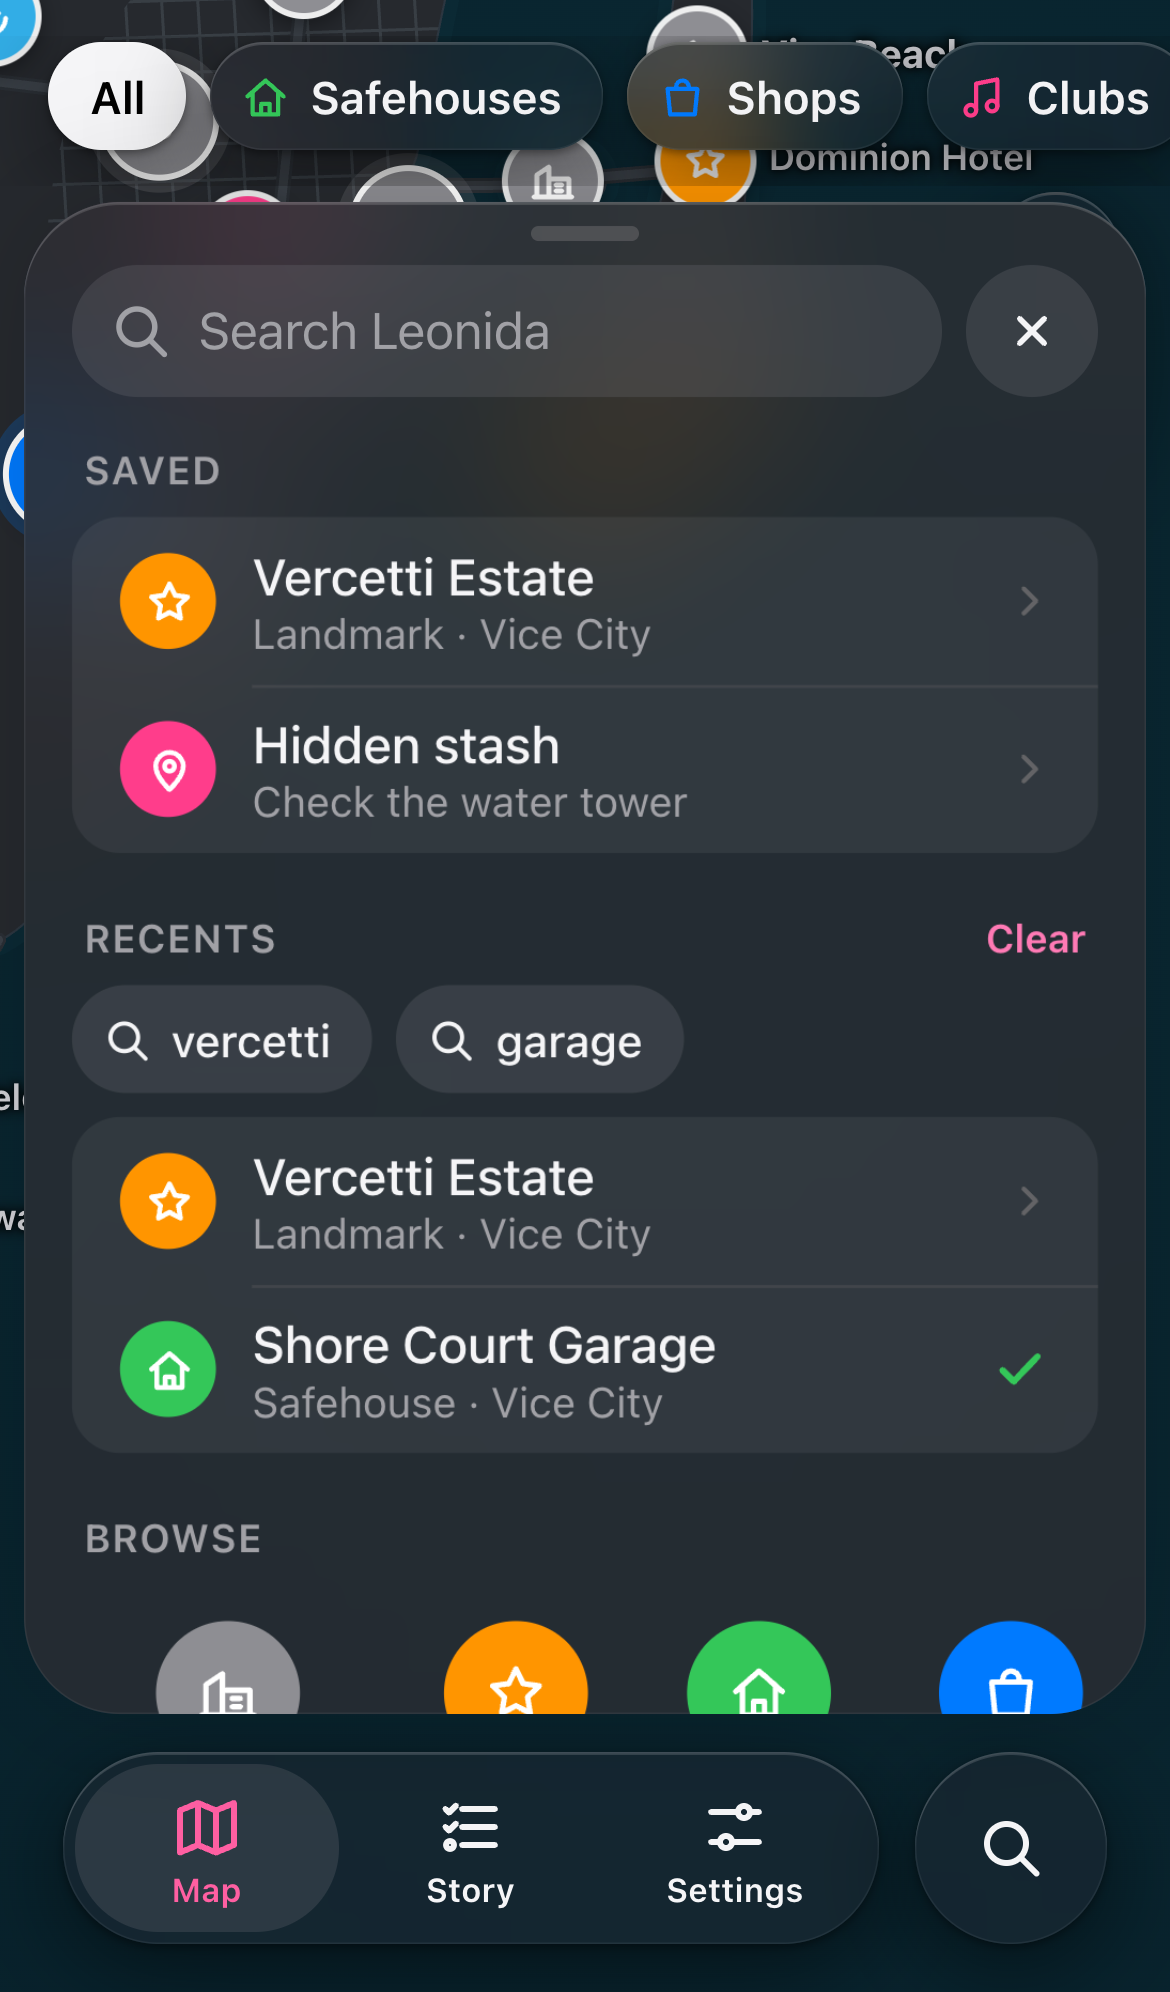 All
Safehouses
Shops
Clubs
Dominion Hotel
Search Leonida
SAVED
Vercetti Estate
Landmark · Vice City
Hidden stash
Check the water tower
RECENTS
Clear
vercetti
garage
Vercetti Estate
Landmark · Vice City
Shore Court Garage
Safehouse · Vice City
BROWSE
Map
Story
Settings